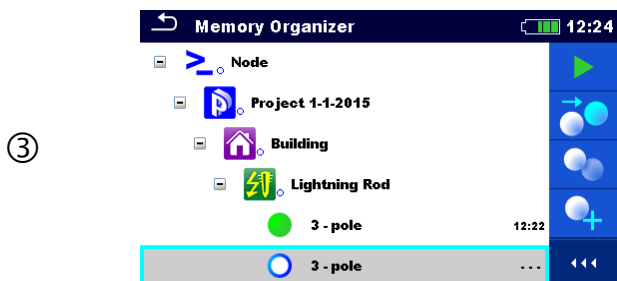 Memory Organizer 12:24
Node
Project 1-1-2015
Building
③
Lightning Rod
3 - pole 12:22
3 - pole ---